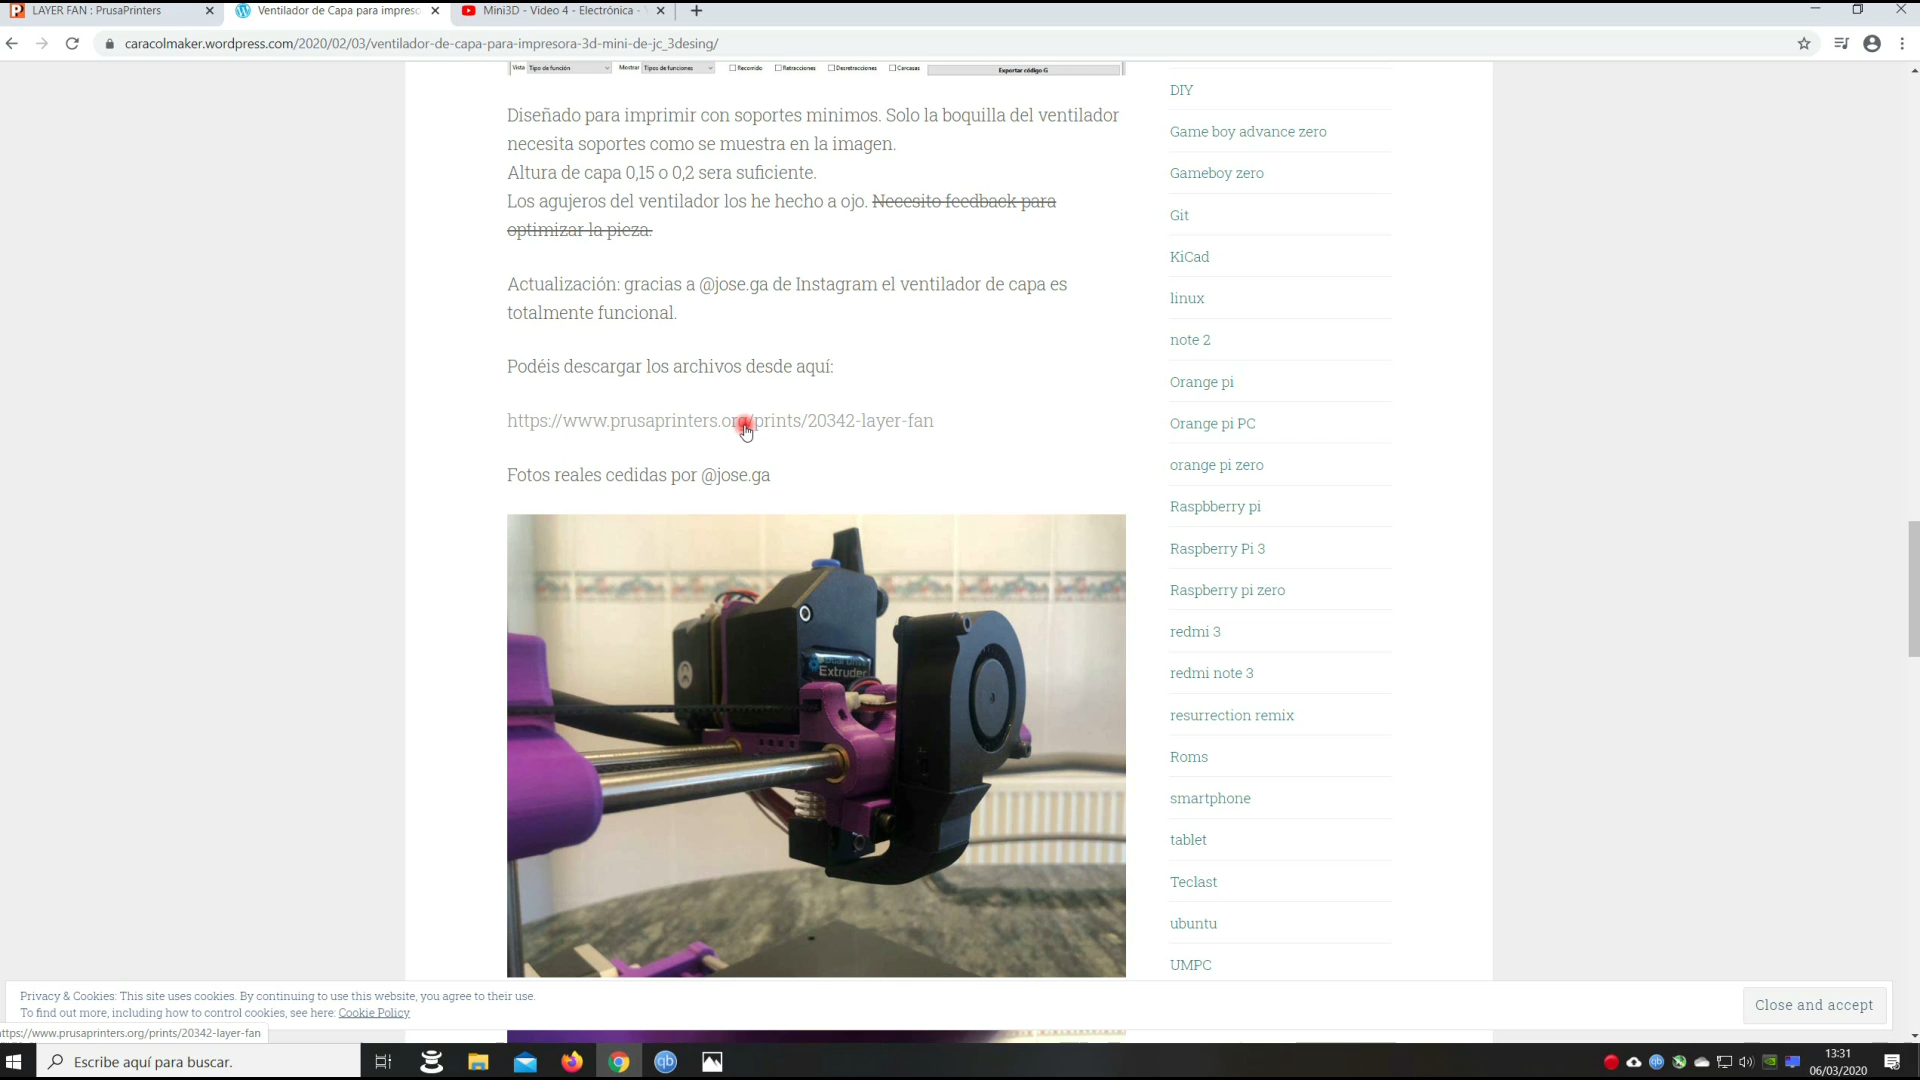 LAYER FAN : PrusaPrinters
Ventilador de Capa para impreso
Mini3D - Video 4 - Electrónica -
caracolmaker.wordpress.com/2020/02/03/ventilador-de-capa-para-impresora-3d-mini-de-jc_3desing/
Vista Tipo de función Mostrar Tipos de funciones Recorrido Retracciones Desretracciones Carcasas Exportar código G
Diseñado para imprimir con soportes minimos. Solo la boquilla del ventilador
necesita soportes como se muestra en la imagen.
Altura de capa 0,15 o 0,2 sera suficiente.
Los agujeros del ventilador los he hecho a ojo. Necesito feedback para
optimizar la pieza.
Actualización: gracias a @jose.ga de Instagram el ventilador de capa es
totalmente funcional.
Podéis descargar los archivos desde aquí:
https://www.prusaprinters.org/prints/20342-layer-fan
Fotos reales cedidas por @jose.ga
Extruder
DIY
Game boy advance zero
Gameboy zero
Git
KiCad
linux
note 2
Orange pi
Orange pi PC
orange pi zero
Raspbberry pi
Raspberry Pi 3
Raspberry pi zero
redmi 3
redmi note 3
resurrection remix
Roms
smartphone
tablet
Teclast
ubuntu
UMPC
Privacy & Cookies: This site uses cookies. By continuing to use this website, you agree to their use.
To find out more, including how to control cookies, see here: Cookie Policy
Close and accept
ttps://www.prusaprinters.org/prints/20342-layer-fan
Escribe aquí para buscar.
qb
13:31
06/03/2020